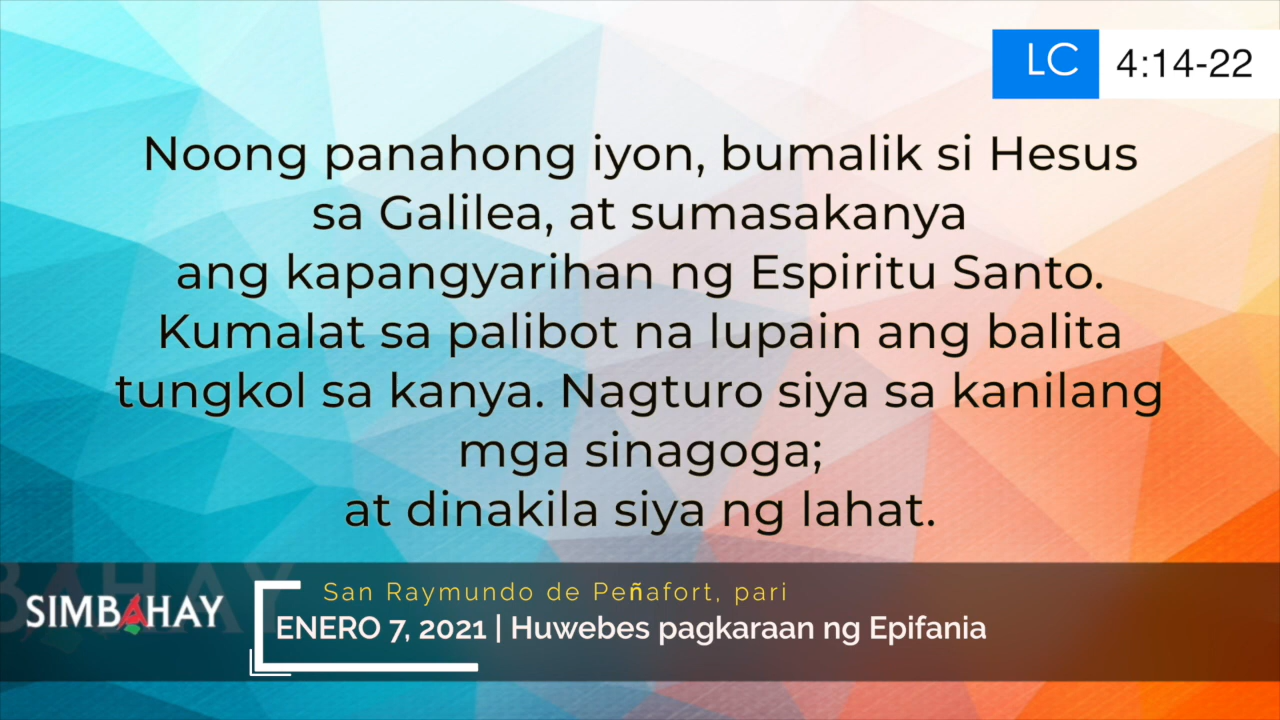 LC 4:14-22
Noong panahong iyon, bumalik si Hesus
sa Galilea, at sumasakanya
ang kapangyarihan ng Espiritu Santo.
Kumalat sa palibot na lupain ang balita
tungkol sa kanya. Nagturo siya sa kanilang
mga sinagoga;
at dinakila siya ng lahat.
San Raymundo de Peñafort, pari
SIMBAHAY
ENERO 7, 2021 | Huwebes pagkaraan ng Epifania